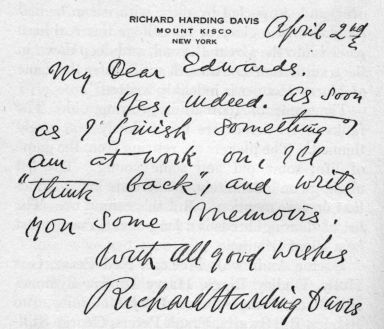 RICHARD HARDING DAVIS
MOUNT KISCO
NEW YORK
April 2nd
My Dear Edwards.
Yes, indeed. As soon
as I finish something I
am at work on, I'll
"think back", and write
you some Memoirs.
With all good wishes
Richard Harding Davis